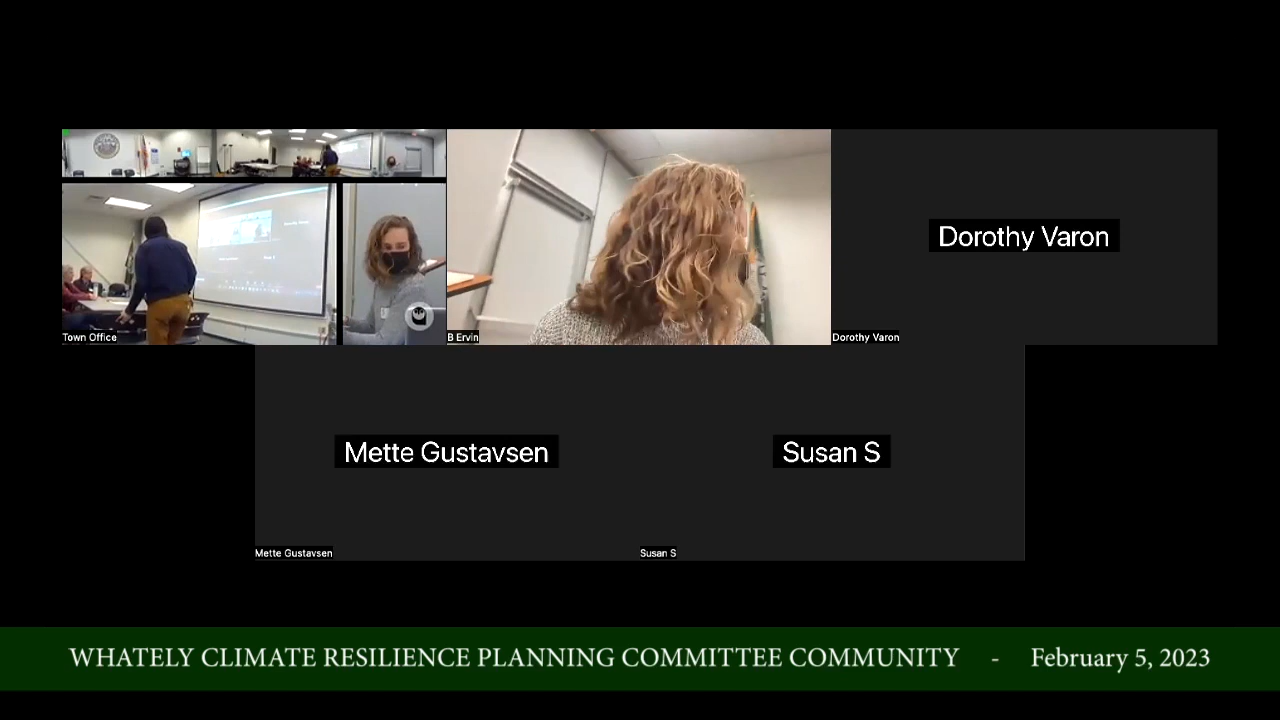 Town Office
B Ervin
Dorothy Varon
Dorothy Varon
Mette Gustavsen
Susan S
Mette Gustavsen
Susan S
WHATELY CLIMATE RESILIENCE PLANNING COMMITTEE COMMUNITY - February 5, 2023